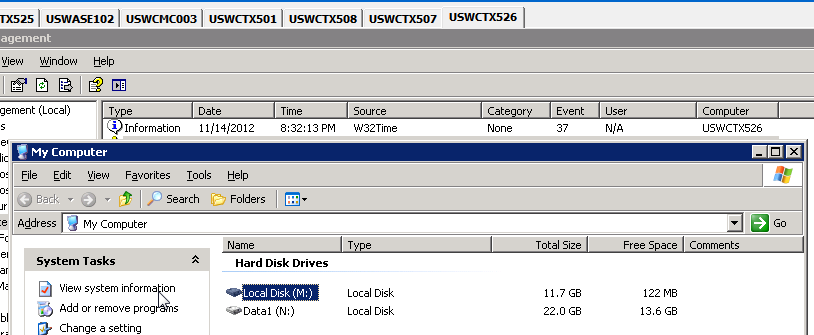 TX525 USWASE102 USWCMC003 USWCTX501 USWCTX508 USWCTX507 USWCTX526
agement
View Window Help
gement (Local) Type Date Time Source Category Event User Computer
Information 11/14/2012 8:32:13 PM W32Time None 37 N/A USWCTX526
My Computer
File Edit View Favorites Tools Help
Back Search Folders
Address My Computer Go
System Tasks Name Type Total Size Free Space Comments
Hard Disk Drives
View system information Local Disk (M:) Local Disk 11.7 GB 122 MB
Add or remove programs Data1 (N:) Local Disk 22.0 GB 13.6 GB
Change a setting